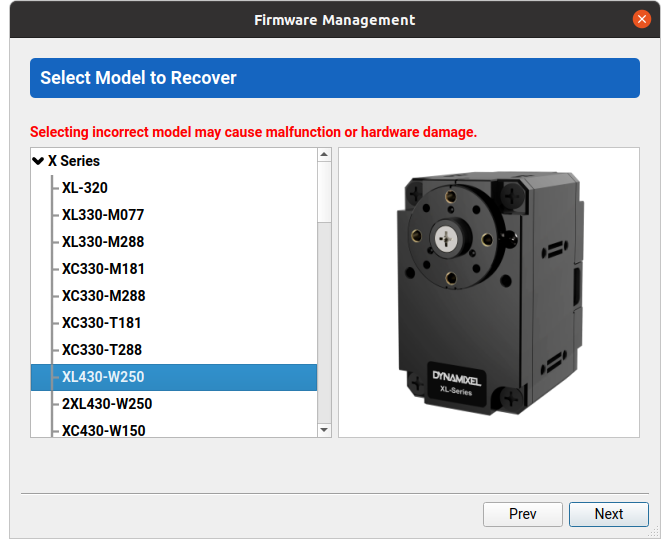 Firmware Management
Select Model to Recover
Selecting incorrect model may cause malfunction or hardware damage.
X Series
XL-320
XL330-M077
XL330-M288
XC330-M181
XC330-M288
XC330-T181
XC330-T288
XL430-W250
2XL430-W250
XC430-W150
DYNAMIXEL
XL-Series
Prev
Next